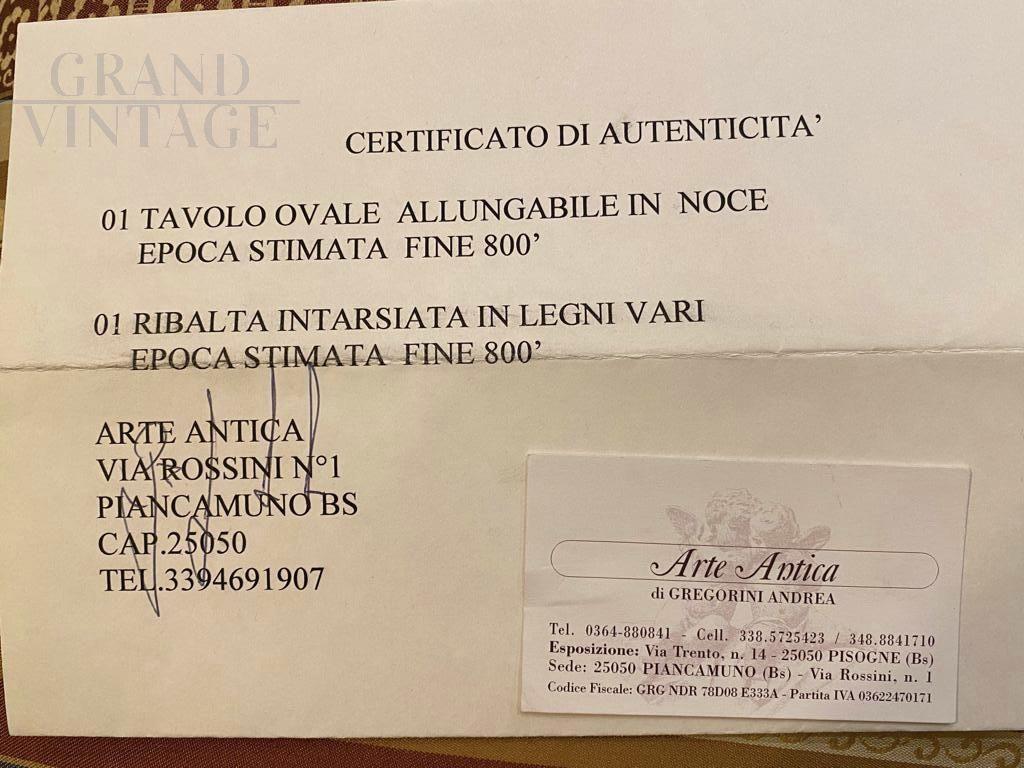 GRAND
VINTAGE
CERTIFICATO DI AUTENTICITA'
01 TAVOLO OVALE ALLUNGABILE IN NOCE
EPOCA STIMATA FINE 800'
01 RIBALTA INTARSIATA IN LEGNI VARI
EPOCA STIMATA FINE 800'
ARTE ANTICA
VIA ROSSINI N°1
PIANCAMUNO BS
CAP.25050
TEL.3394691907
Arte Antica
di GREGORINI ANDREA
Tel. 0364-880841 - Cell. 338.5725423 / 348.8841710
Esposizione: Via Trento, n. 14 - 25050 PISOGNE (Bs)
Sede: 25050 PIANCAMUNO (Bs) - Via Rossini, n. 1
Codice Fiscale: GRG NDR 78D08 E333A - Partita IVA 03622470171